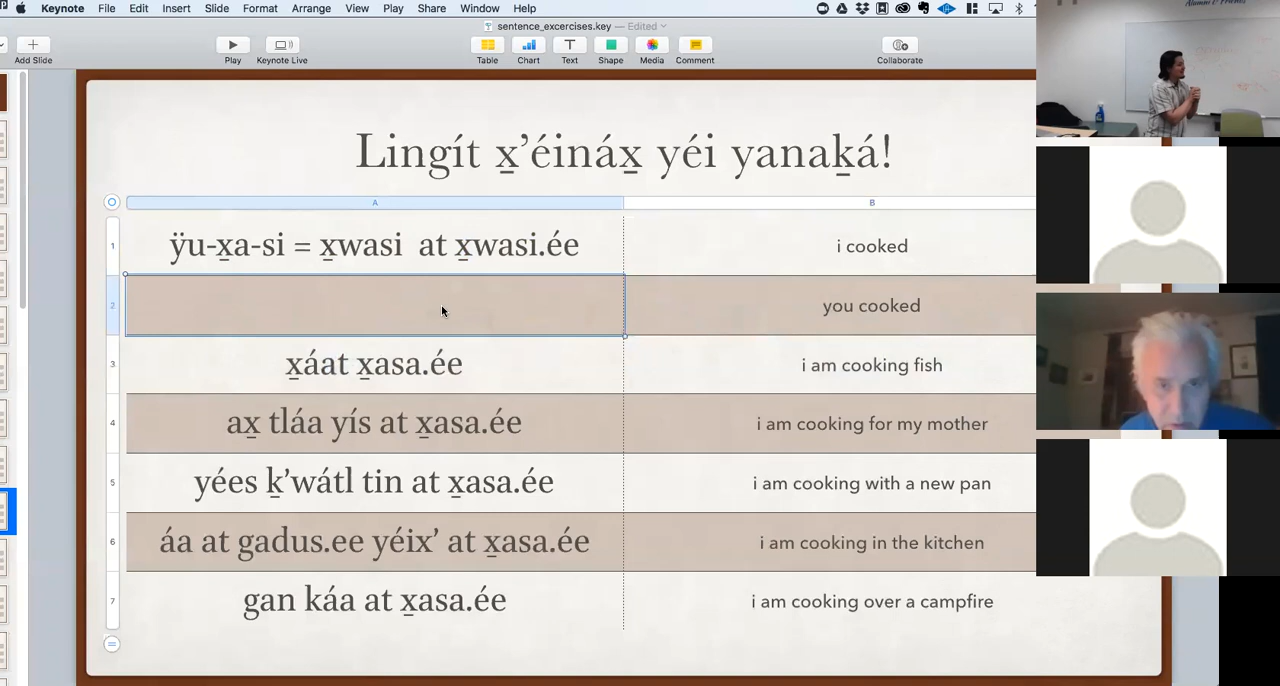 Keynote File Edit Insert Slide Format Arrange View Play Share Window Help
sentence_excercises.key — Edited
Add Slide Play Keynote Live Table Chart Text Shape Media Comment Collaborate
Alumni & Friends
Lingít x̱’éináx̱ yéi yanaḵá!
A B
1 ÿu-x̱a-si = x̱wasi at x̱wasi.ée i cooked
2 you cooked
3 x̱áat x̱asa.ée i am cooking fish
4 ax̱ tláa yís at x̱asa.ée i am cooking for my mother
5 yées ḵ’wátl tin at x̱asa.ée i am cooking with a new pan
6 áa at gadus.ee yéix’ at x̱asa.ée i am cooking in the kitchen
7 gan káa at x̱asa.ée i am cooking over a campfire